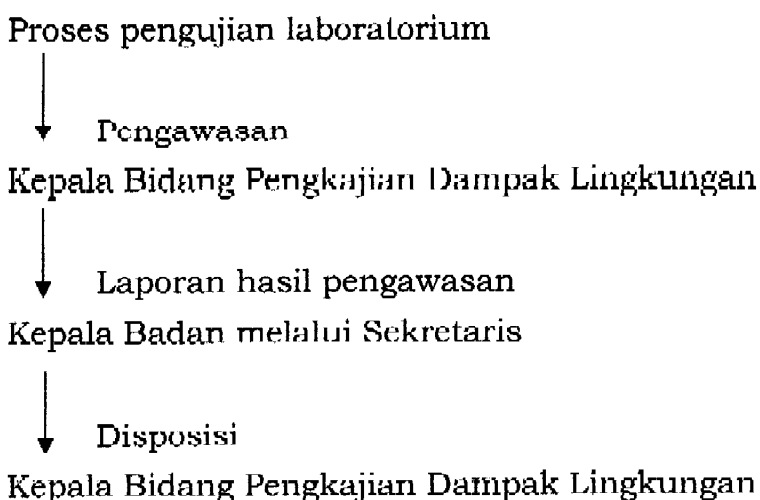 Proses pengujian laboratorium
Pengawasan
Kepala Bidang Pengkajian Dampak Lingkungan
Laporan hasil pengawasan
Kepala Badan melalui Sekretaris
Disposisi
Kepala Bidang Pengkajian Dampak Lingkungan